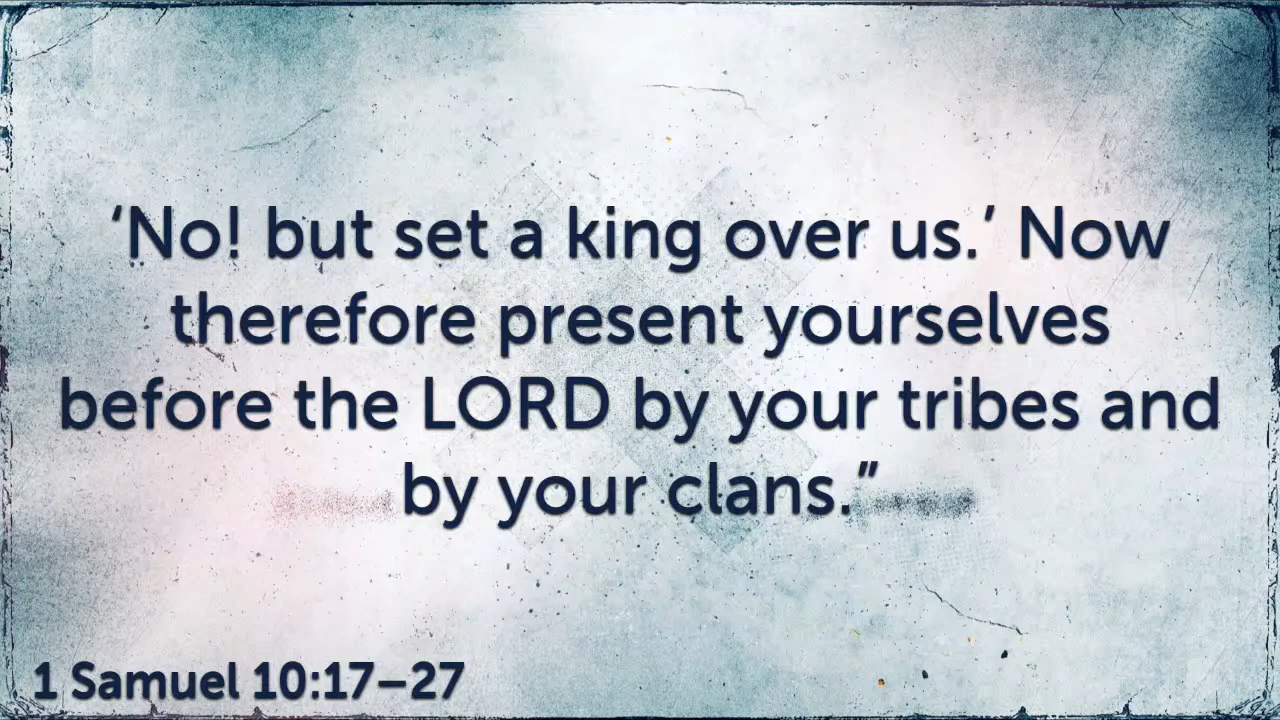 ‘No! but set a king over us.’ Now
therefore present yourselves
before the LORD by your tribes and
by your clans.”
1 Samuel 10:17–27